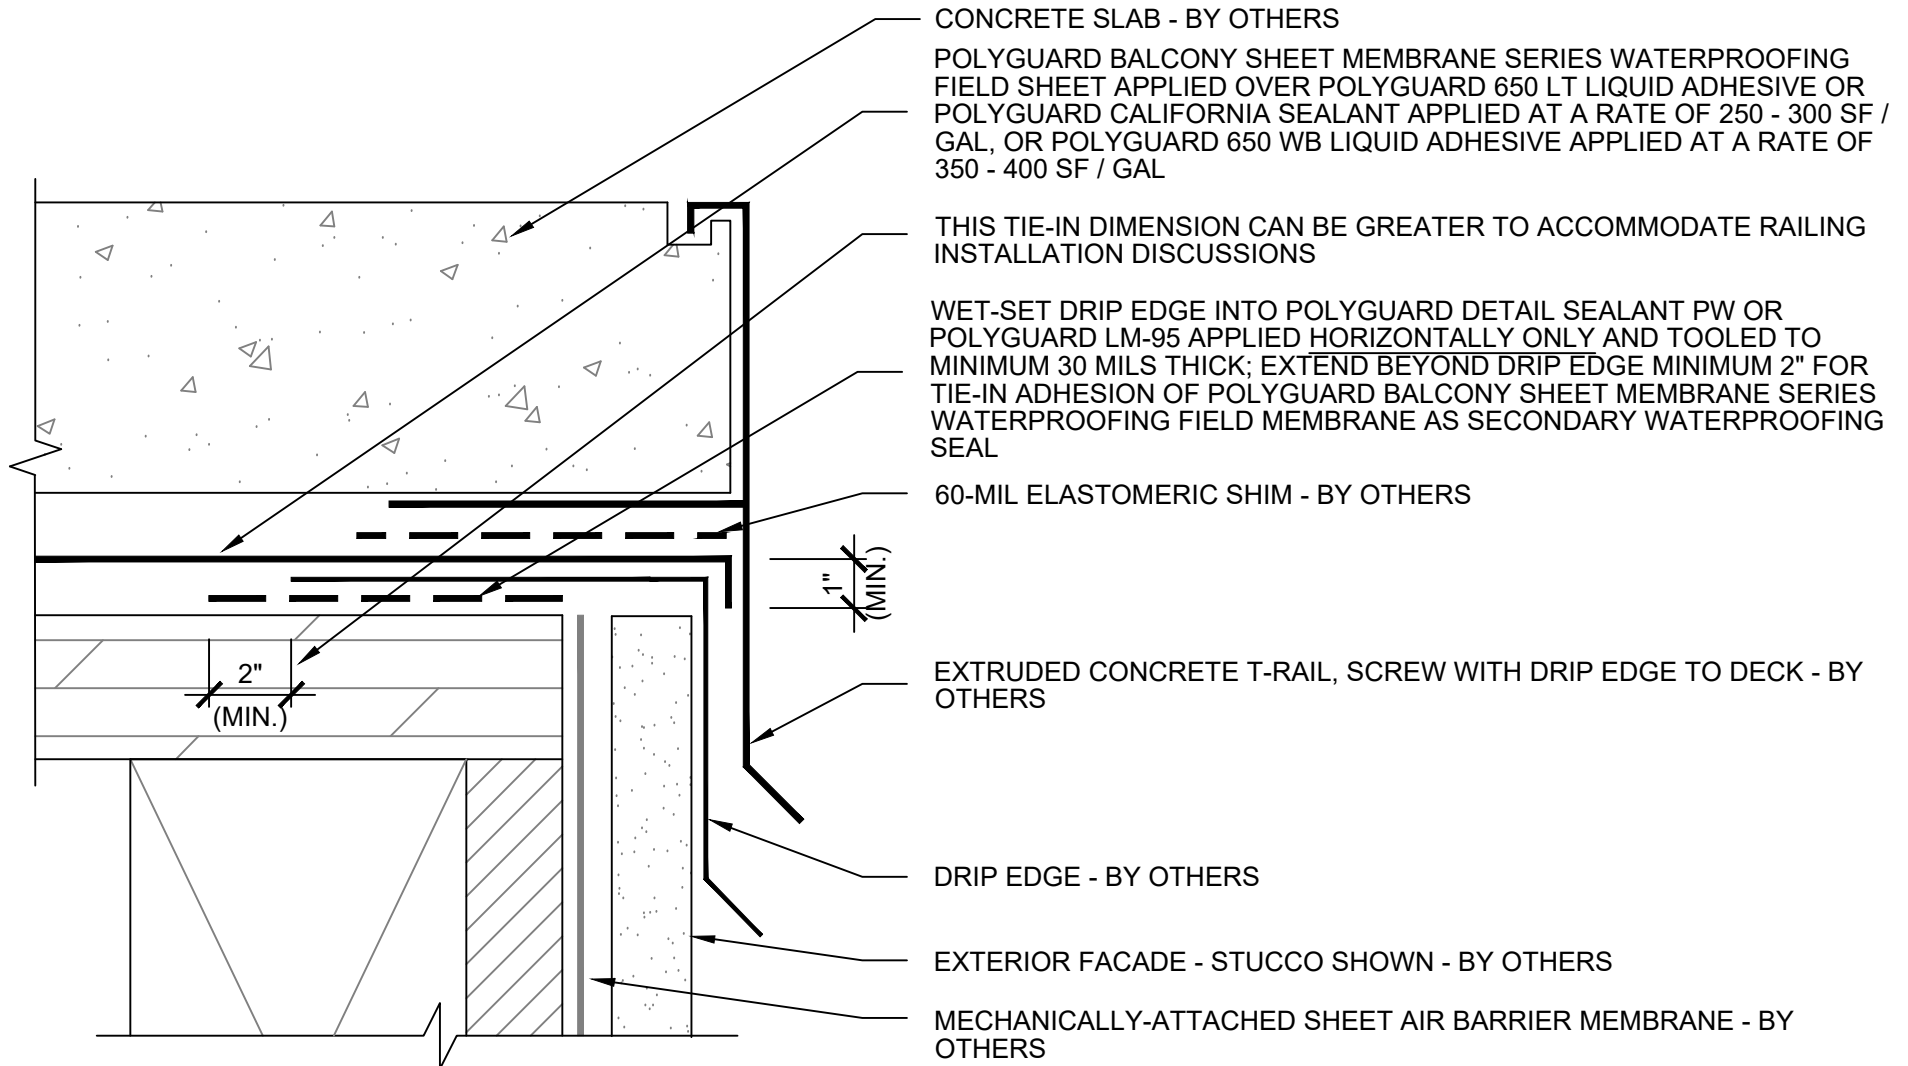 CONCRETE SLAB - BY OTHERS
POLYGUARD BALCONY SHEET MEMBRANE SERIES WATERPROOFING
FIELD SHEET APPLIED OVER POLYGUARD 650 LT LIQUID ADHESIVE OR
POLYGUARD CALIFORNIA SEALANT APPLIED AT A RATE OF 250 - 300 SF /
GAL, OR POLYGUARD 650 WB LIQUID ADHESIVE APPLIED AT A RATE OF
350 - 400 SF / GAL
THIS TIE-IN DIMENSION CAN BE GREATER TO ACCOMMODATE RAILING
INSTALLATION DISCUSSIONS
WET-SET DRIP EDGE INTO POLYGUARD DETAIL SEALANT PW OR
POLYGUARD LM-95 APPLIED HORIZONTALLY ONLY AND TOOLED TO
MINIMUM 30 MILS THICK; EXTEND BEYOND DRIP EDGE MINIMUM 2" FOR
TIE-IN ADHESION OF POLYGUARD BALCONY SHEET MEMBRANE SERIES
WATERPROOFING FIELD MEMBRANE AS SECONDARY WATERPROOFING
SEAL
60-MIL ELASTOMERIC SHIM - BY OTHERS
1"
(MIN.)
2"
(MIN.)
EXTRUDED CONCRETE T-RAIL, SCREW WITH DRIP EDGE TO DECK - BY
OTHERS
DRIP EDGE - BY OTHERS
EXTERIOR FACADE - STUCCO SHOWN - BY OTHERS
MECHANICALLY-ATTACHED SHEET AIR BARRIER MEMBRANE - BY
OTHERS